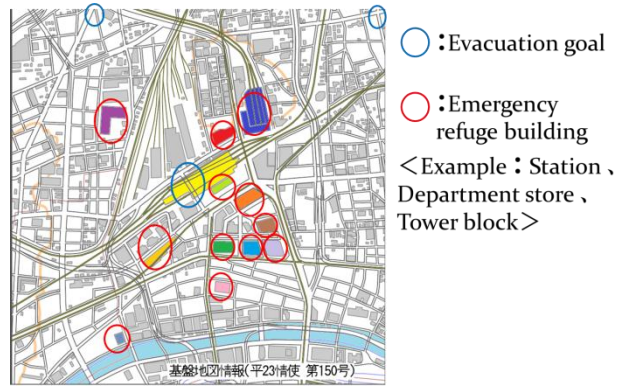 ：Evacuation goal
：Emergency
refuge building
＜Example：Station、
Department store、
Tower block＞
基盤地図情報(平23情使 第150号)